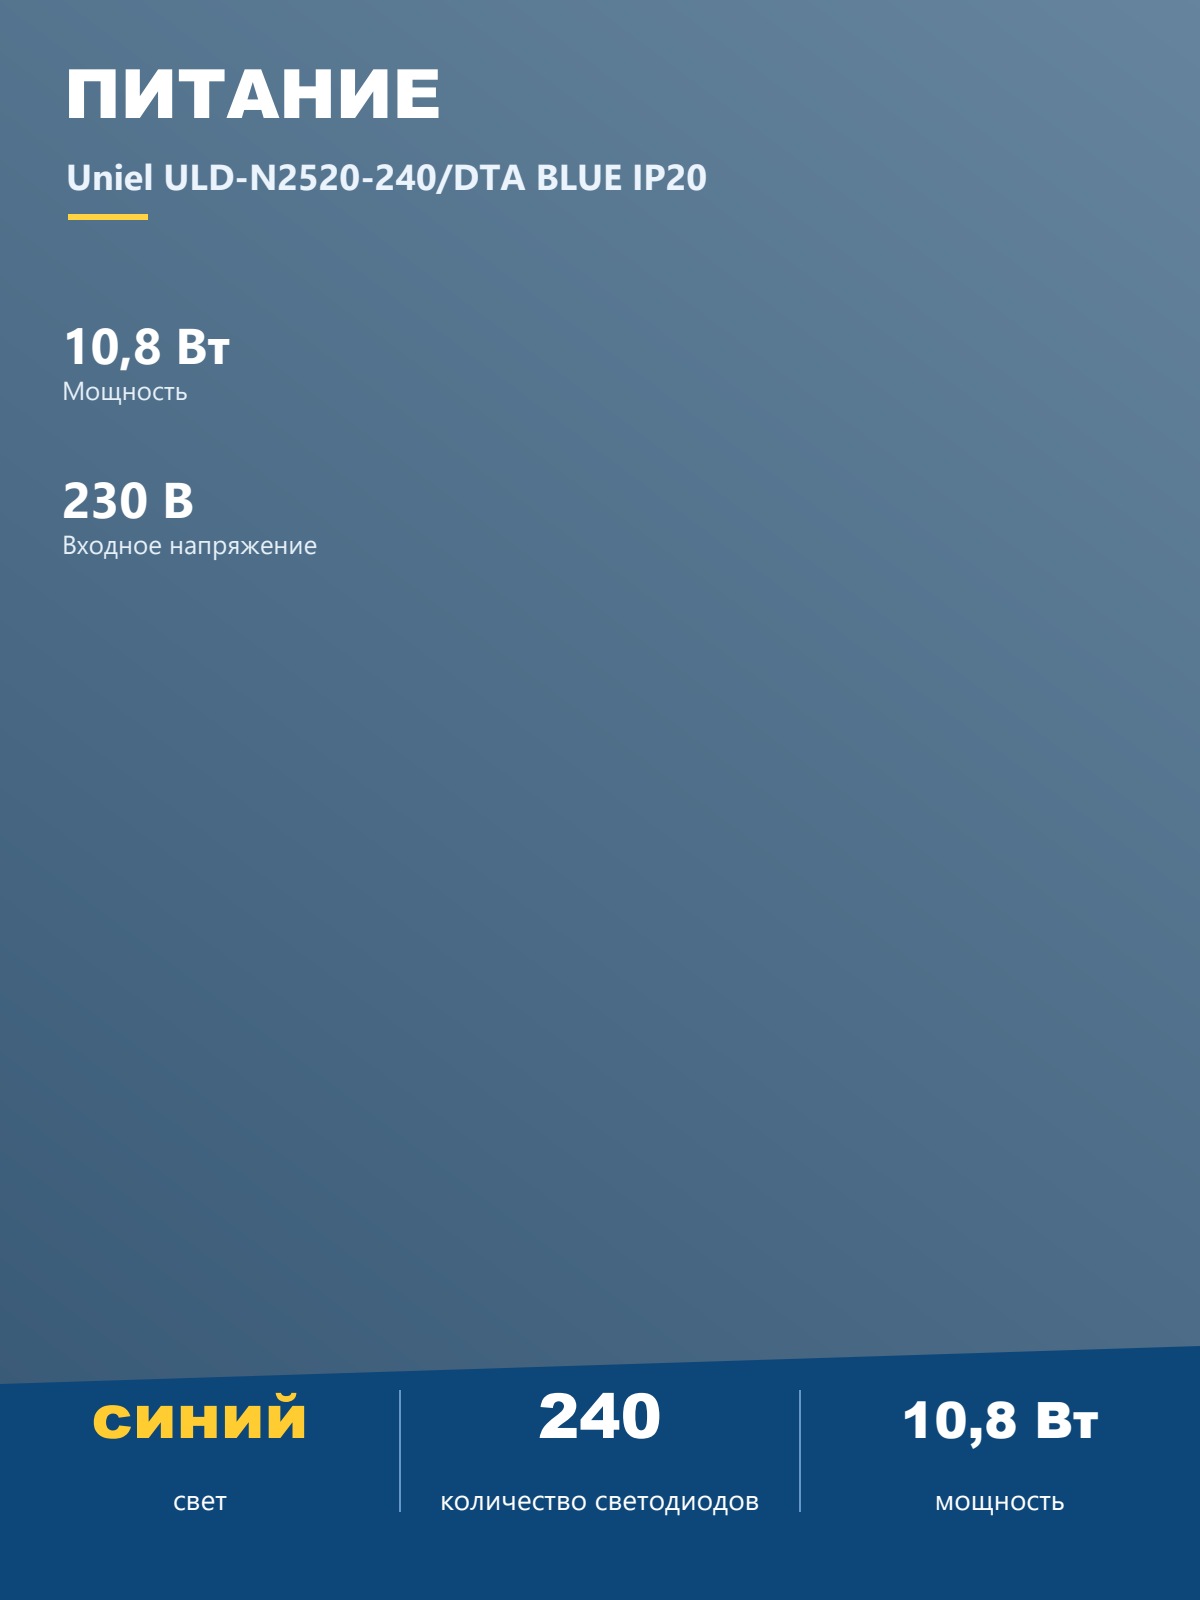 ПИТАНИЕ
Uniel ULD-N2520-240/DTA BLUE IP20
10,8 Вт
Мощность
230 В
Входное напряжение
синий
свет
240
количество светодиодов
10,8 Вт
мощность